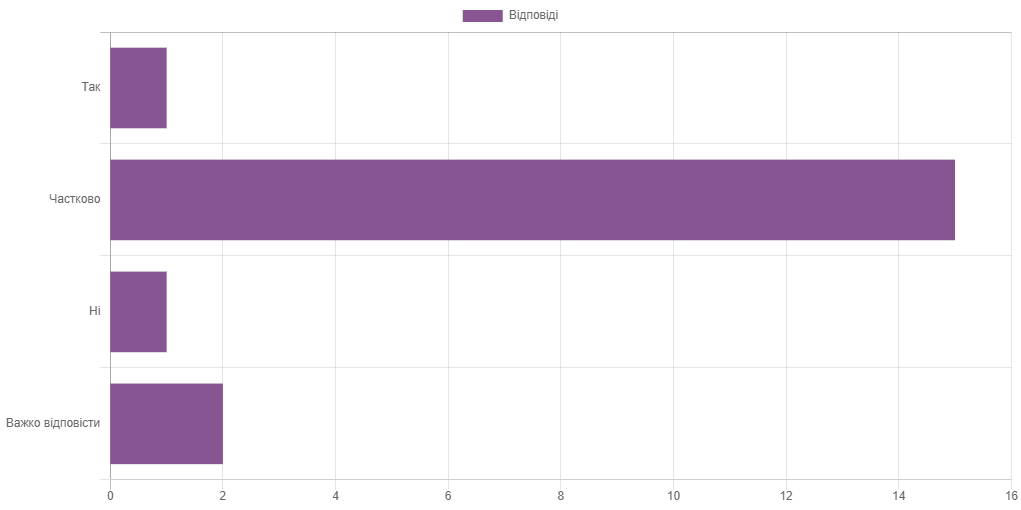 Відповіді
Так
Частково
Ні
Важко відповісти
0 2 4 6 8 10 12 14 16